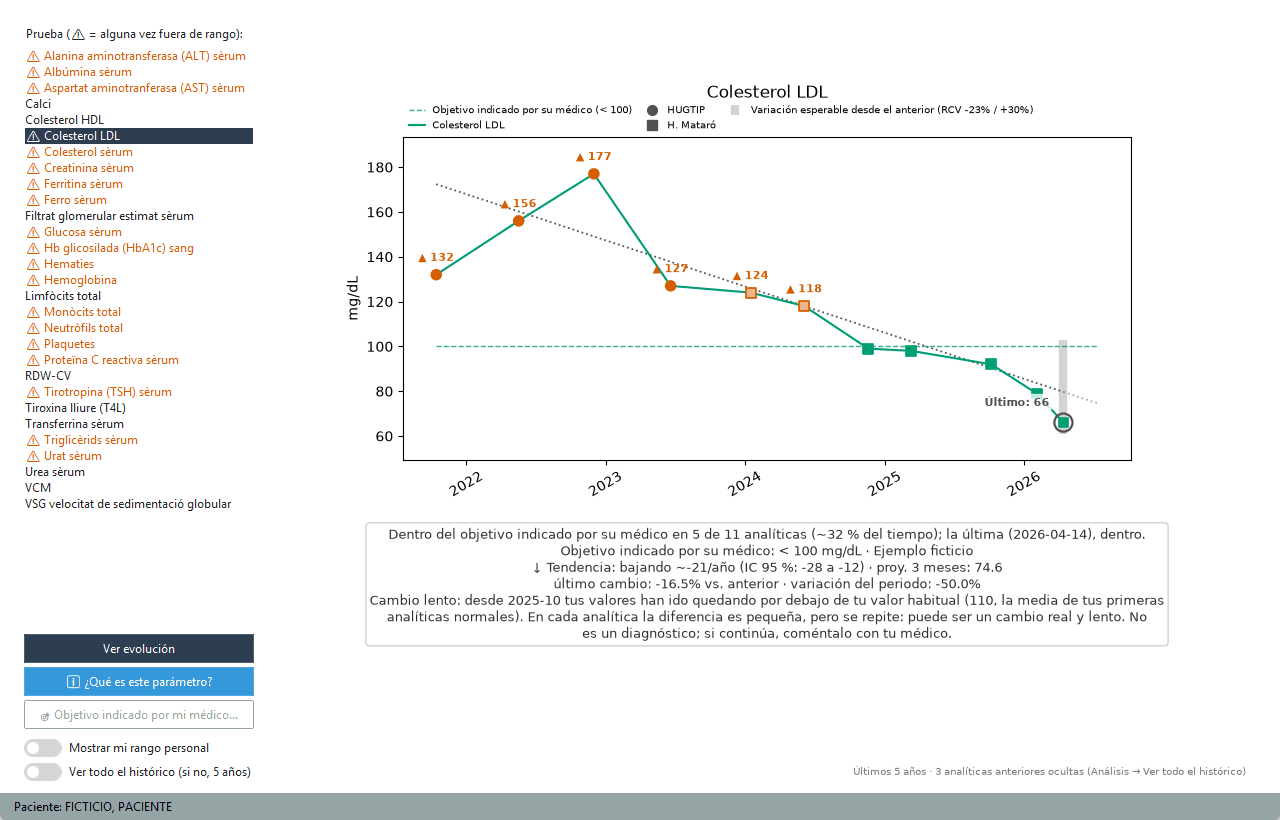 Prueba (⚠ = alguna vez fuera de rango):
⚠ Alanina aminotransferasa (ALT) sèrum
⚠ Albúmina sèrum
⚠ Aspartat aminotranferasa (AST) sèrum
Calci
Colesterol HDL
⚠ Colesterol LDL
⚠ Colesterol sèrum
⚠ Creatinina sèrum
⚠ Ferritina sèrum
⚠ Ferro sèrum
Filtrat glomerular estimat sèrum
⚠ Glucosa sèrum
⚠ Hb glicosilada (HbA1c) sang
⚠ Hematies
⚠ Hemoglobina
Limfòcits total
⚠ Monòcits total
⚠ Neutròfils total
⚠ Plaquetes
⚠ Proteïna C reactiva sèrum
RDW-CV
⚠ Tirotropina (TSH) sèrum
Tiroxina lliure (T4L)
Transferrina sèrum
⚠ Triglicèrids sèrum
⚠ Urat sèrum
Urea sèrum
VCM
VSG velocitat de sedimentació globular
Ver evolución
¿Qué es este parámetro?
Objetivo indicado por mi médico...
Mostrar mi rango personal
Ver todo el histórico (si no, 5 años)
Colesterol LDL
Objetivo indicado por su médico (< 100)
Colesterol LDL
HUGTIP
H. Mataró
Variación esperable desde el anterior (RCV -23% / +30%)
mg/dL
180
160
140
120
100
80
60
▲ 132
▲ 156
▲ 177
▲ 127
▲ 124
▲ 118
Último: 66
2022
2023
2024
2025
2026
Dentro del objetivo indicado por su médico en 5 de 11 analíticas (~32 % del tiempo); la última (2026-04-14), dentro.
Objetivo indicado por su médico: < 100 mg/dL · Ejemplo ficticio
↓ Tendencia: bajando ~-21/año (IC 95 %: -28 a -12) · proy. 3 meses: 74.6
último cambio: -16.5% vs. anterior · variación del periodo: -50.0%
Cambio lento: desde 2025-10 tus valores han ido quedando por debajo de tu valor habitual (110, la media de tus primeras
analíticas normales). En cada analítica la diferencia es pequeña, pero se repite: puede ser un cambio real y lento. No
es un diagnóstico; si continúa, coméntalo con tu médico.
Últimos 5 años · 3 analíticas anteriores ocultas (Análisis → Ver todo el histórico)
Paciente: FICTICIO, PACIENTE